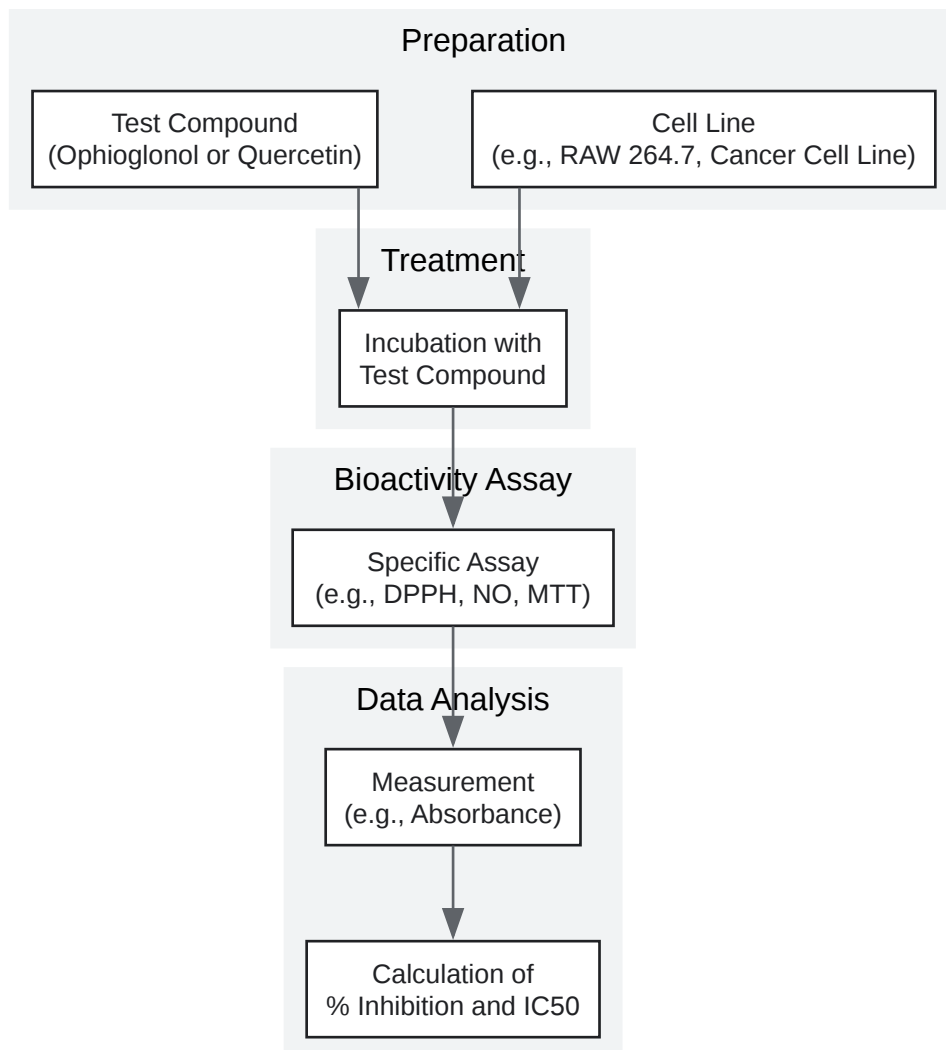 Preparation
Test Compound
(Ophioglonol or Quercetin)
Cell Line
(e.g., RAW 264.7, Cancer Cell Line)
Treatment
Incubation with
Test Compound
Bioactivity Assay
Specific Assay
(e.g., DPPH, NO, MTT)
Data Analysis
Measurement
(e.g., Absorbance)
Calculation of
% Inhibition and IC50